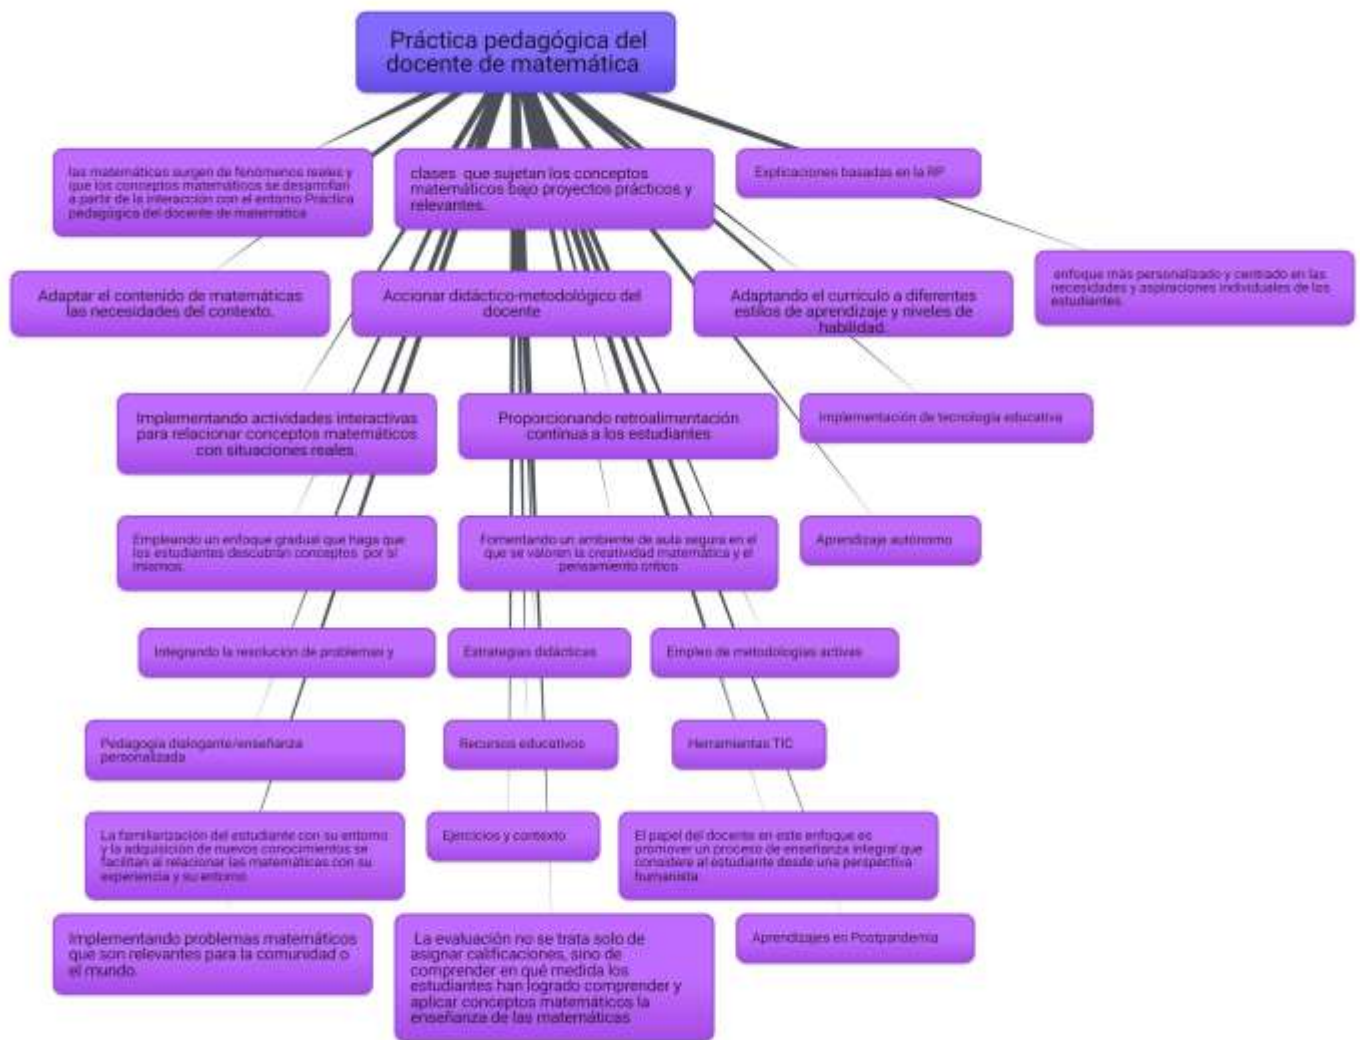 Práctica pedagógica del
docente de matemática
las matemáticas surgen de fenómenos reales y
que los conceptos matemáticos se desarrollan
a partir de la interacción con el entorno Práctica
pedagógica del docente de matemática
clases que sujetan los conceptos
matemáticos bajo proyectos prácticos y
relevantes.
Explicaciones basadas en la RP
Adaptar el contenido de matemáticas
las necesidades del contexto.
Accionar didáctico-metodológico del
docente
Adaptando el currículo a diferentes
estilos de aprendizaje y niveles de
habilidad.
enfoque más personalizado y centrado en las
necesidades y aspiraciones individuales de los
estudiantes.
Implementando actividades interactivas
para relacionar conceptos matemáticos
con situaciones reales.
Proporcionando retroalimentación
continua a los estudiantes
Implementación de tecnología educativa
Empleando un enfoque gradual que haga que
los estudiantes descubran conceptos por sí
mismos.
Fomentando un ambiente de aula segura en el
que se valoren la creatividad matemática y el
pensamiento crítico
Aprendizaje autónomo
Integrando la resolución de problemas y
Estrategias didácticas
Empleo de metodologías activas
Pedagogía dialogante/enseñanza
personalizada
Recursos educativos
Herramientas TIC
La familiarización del estudiante con su entorno
y la adquisición de nuevos conocimientos se
facilitan al relacionar las matemáticas con su
experiencia y su entorno
Ejercicios y contexto
El papel del docente en este enfoque es
promover un proceso de enseñanza integral que
considere al estudiante desde una perspectiva
humanista
Implementando problemas matemáticos
que son relevantes para la comunidad o
el mundo.
La evaluación no se trata solo de
asignar calificaciones, sino de
comprender en qué medida los
estudiantes han logrado comprender y
aplicar conceptos matemáticos la
enseñanza de las matemáticas
Aprendizajes en Postpandemia